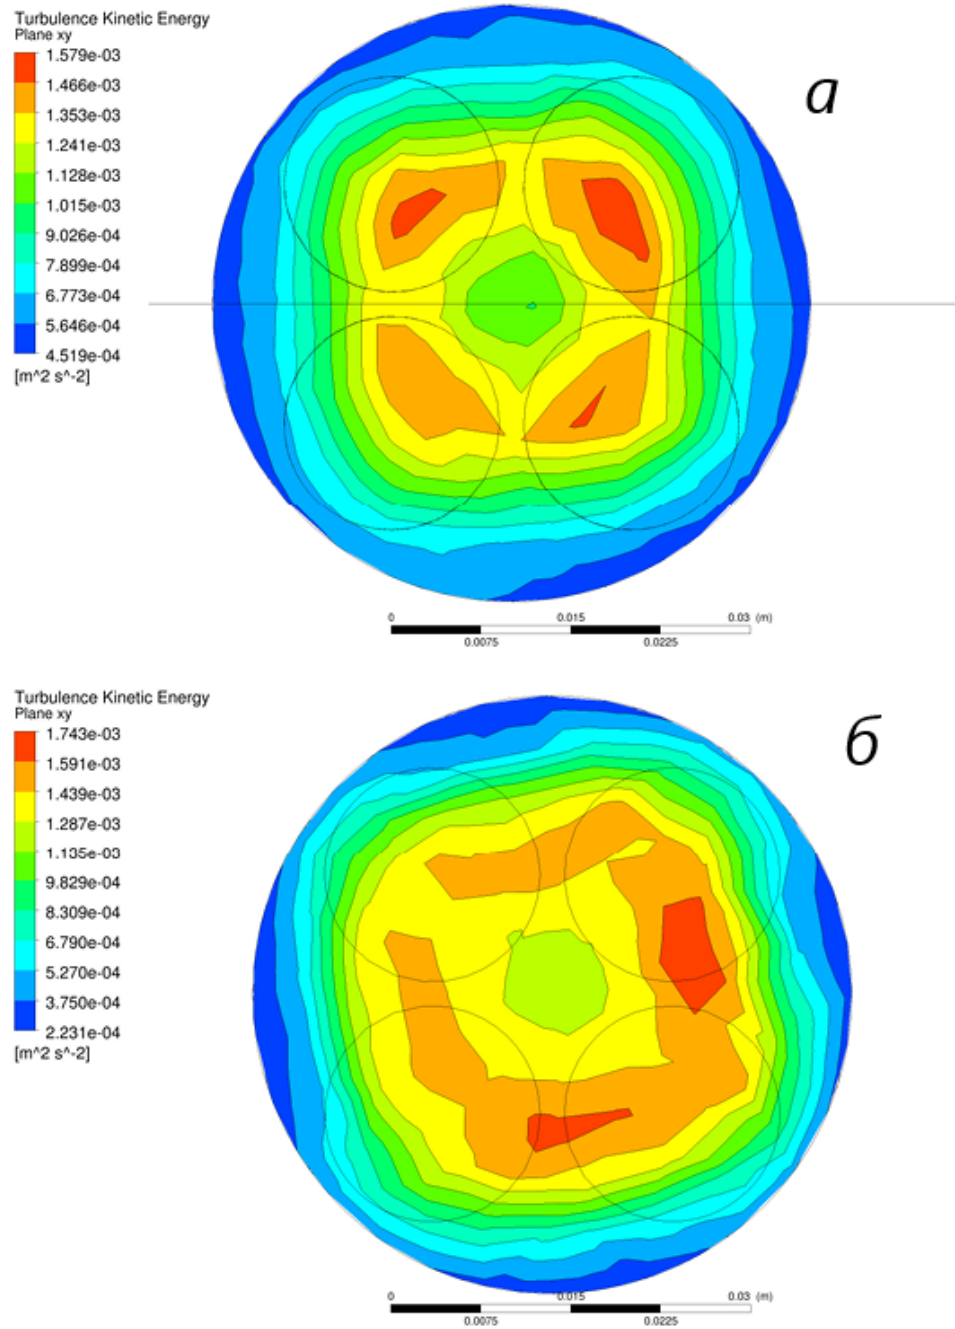 Turbulence Kinetic Energy
Plane xy
1.579e-03
1.466e-03
1.353e-03
1.241e-03
1.128e-03
1.015e-03
9.026e-04
7.899e-04
6.773e-04
5.646e-04
4.519e-04
[m^2 s^-2]
а
0 0.015 0.03 (m)
0.0075 0.0225
Turbulence Kinetic Energy
Plane xy
1.743e-03
1.591e-03
1.439e-03
1.287e-03
1.135e-03
9.829e-04
8.309e-04
6.790e-04
5.270e-04
3.750e-04
2.231e-04
[m^2 s^-2]
б
0 0.015 0.03 (m)
0.0075 0.0225